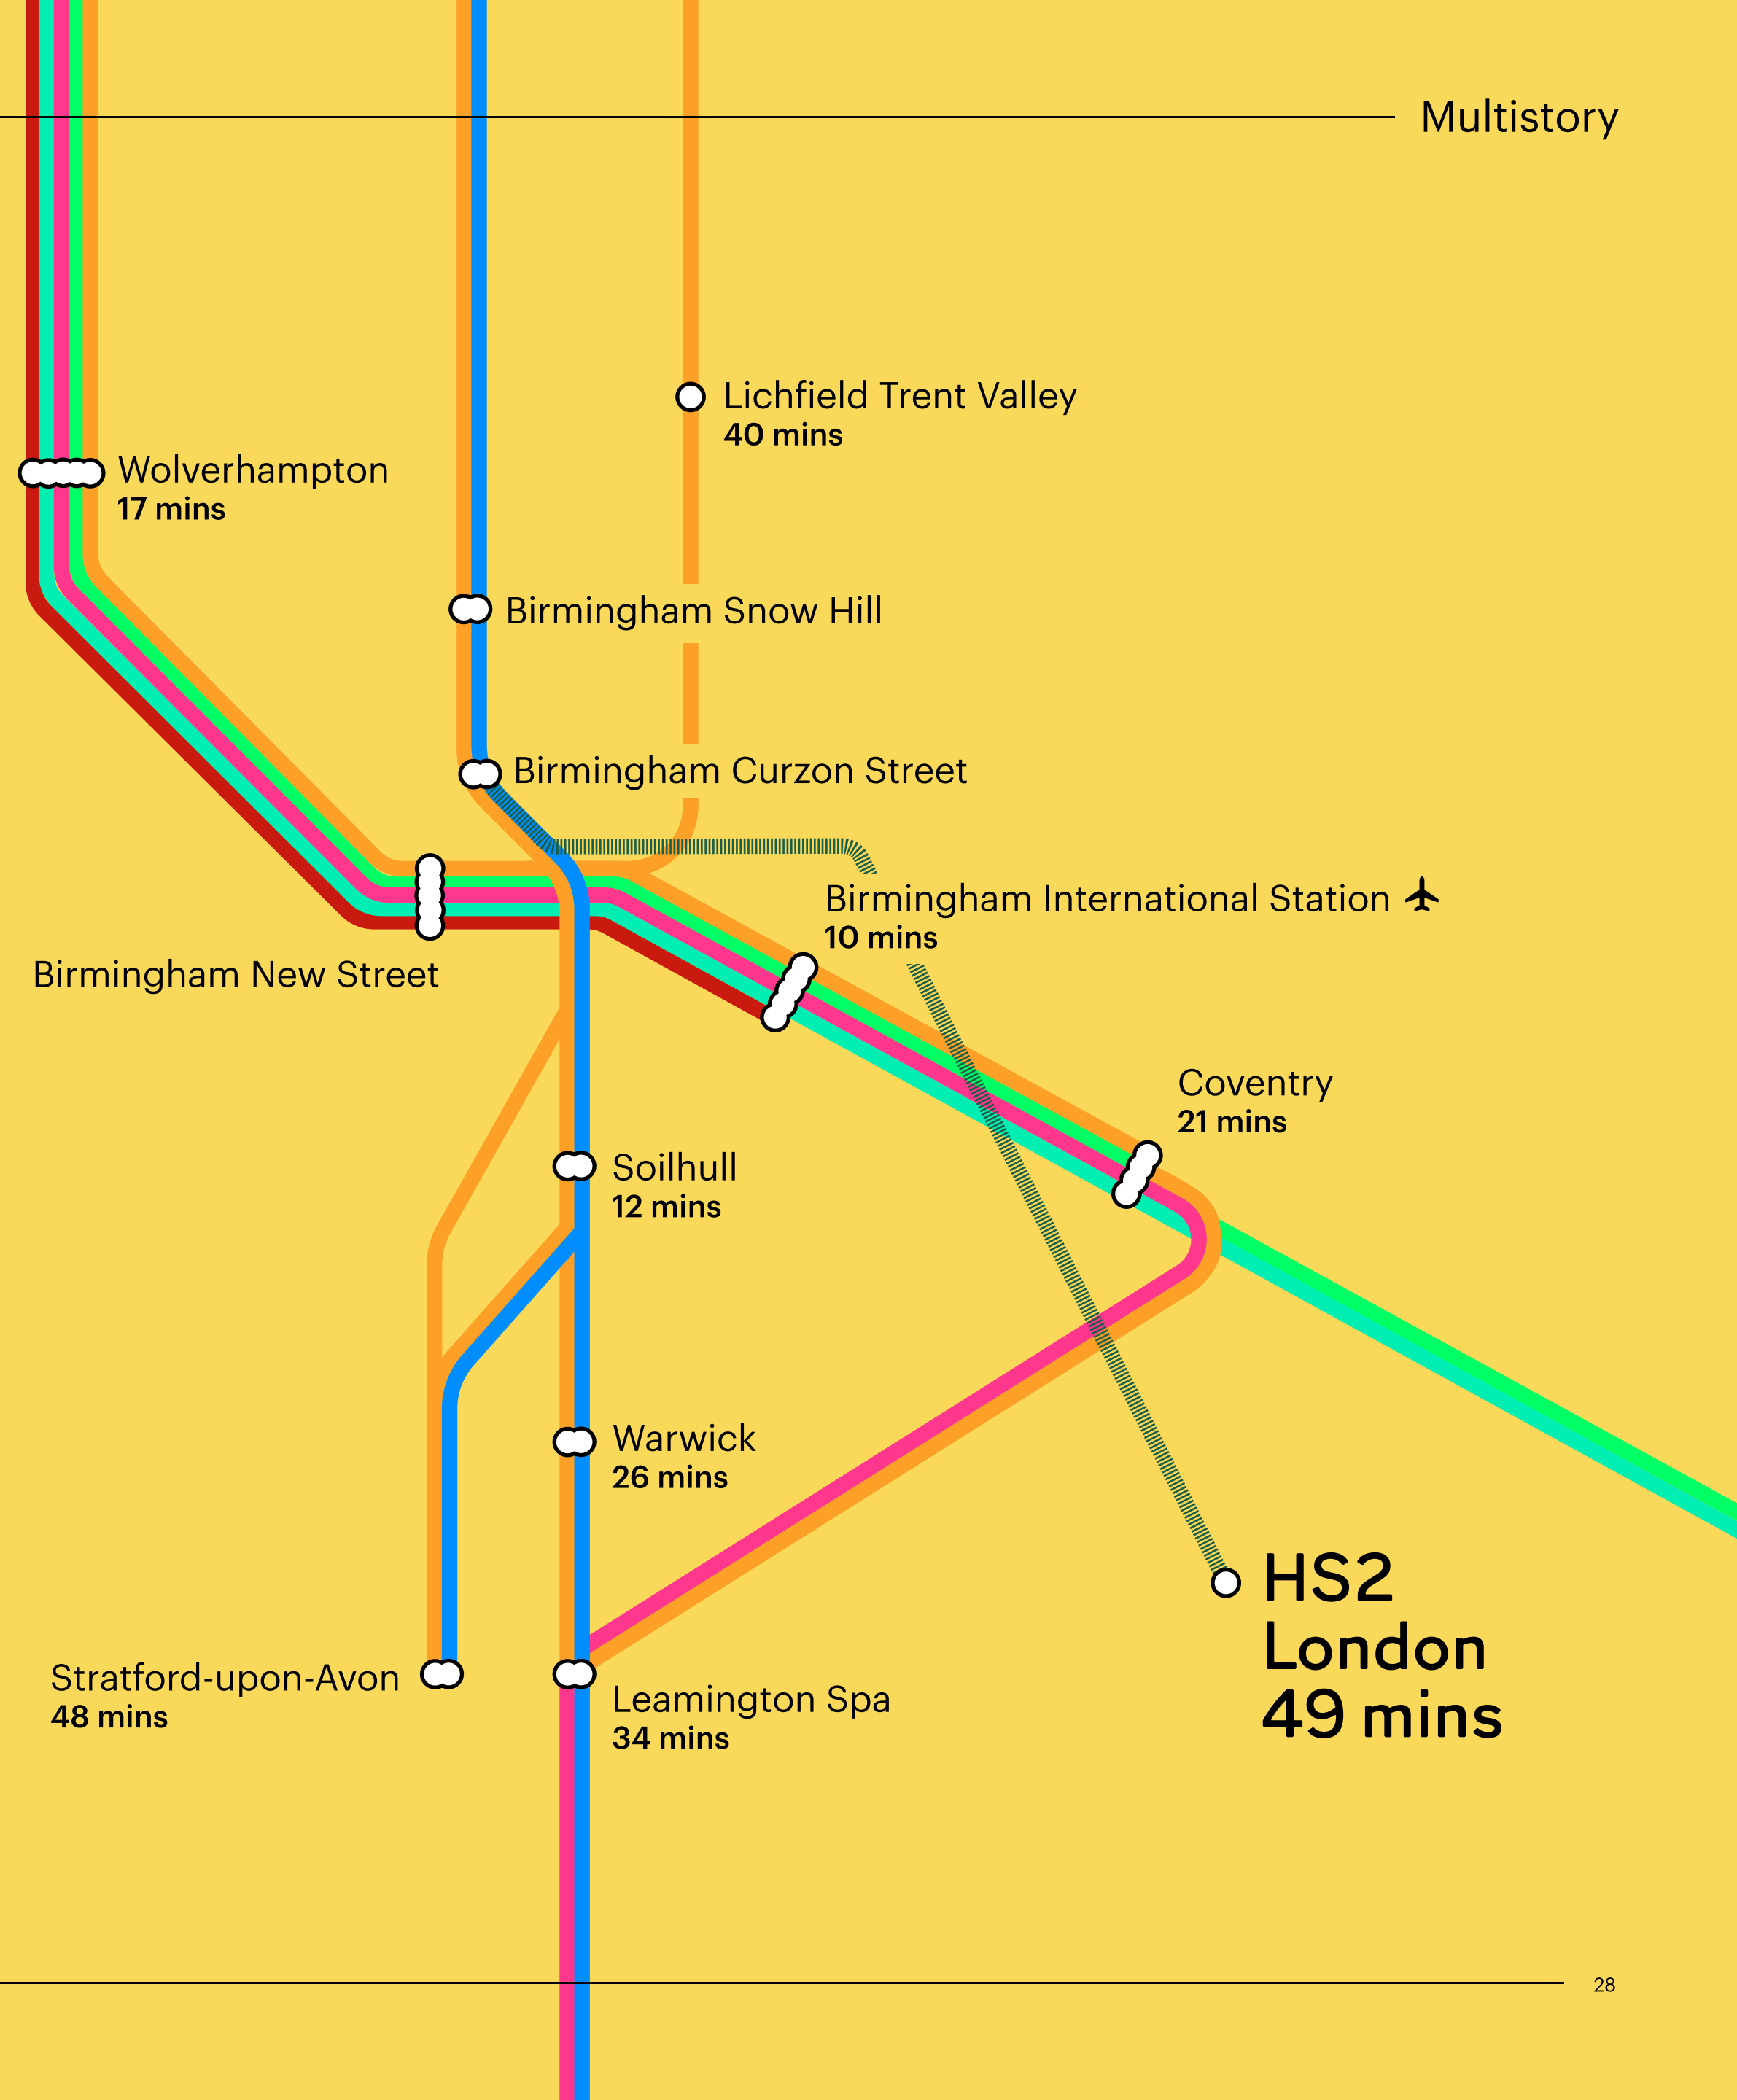 Multistory
Lichfield Trent Valley
40 mins
Wolverhampton
17 mins
Birmingham Snow Hill
Birmingham Curzon Street
Birmingham International Station
10 mins
Birmingham New Street
Coventry
21 mins
Soilhull
12 mins
Warwick
26 mins
HS2
London
49 mins
Stratford-upon-Avon
48 mins
Leamington Spa
34 mins
28